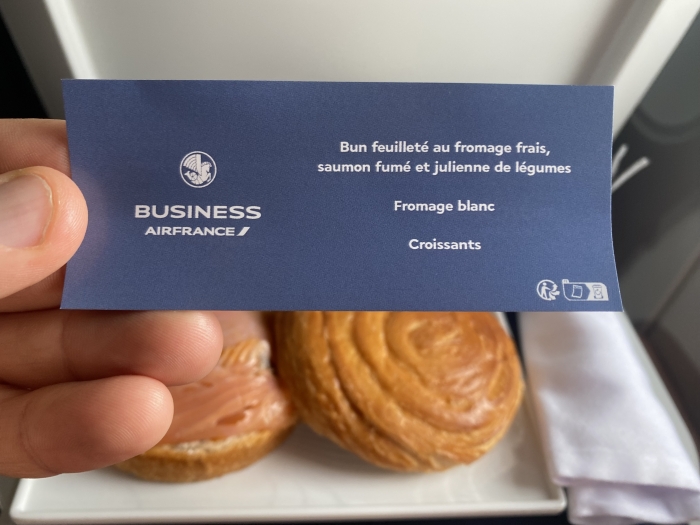 BUSINESS
AIRFRANCE
Bun feuilleté au fromage frais,
saumon fumé et julienne de légumes
Fromage blanc
Croissants